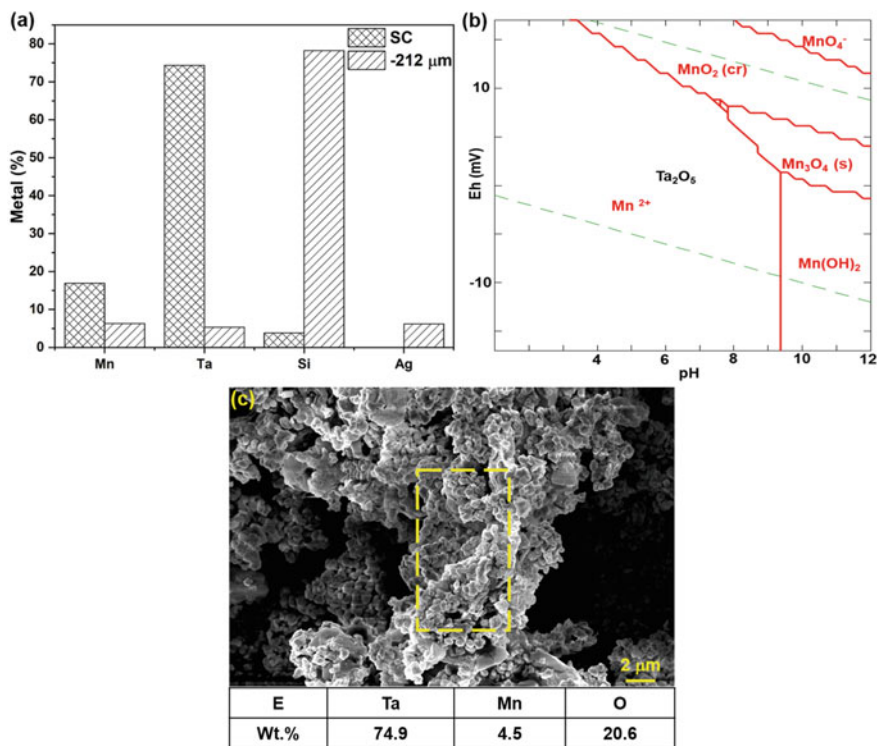 (a)
SC
-212 μm
Metal (%)
80
70
60
50
40
30
20
10
0
Mn Ta Si Ag
(b)
MnO₄⁻
MnO₂ (cr)
10
Eh (mV)
Ta₂O₅
Mn₃O₄ (s)
Mn ²⁺
Mn(OH)₂
-10
4 6 8 10 12
pH
(c)
2 μm
E Ta Mn O
Wt.% 74.9 4.5 20.6